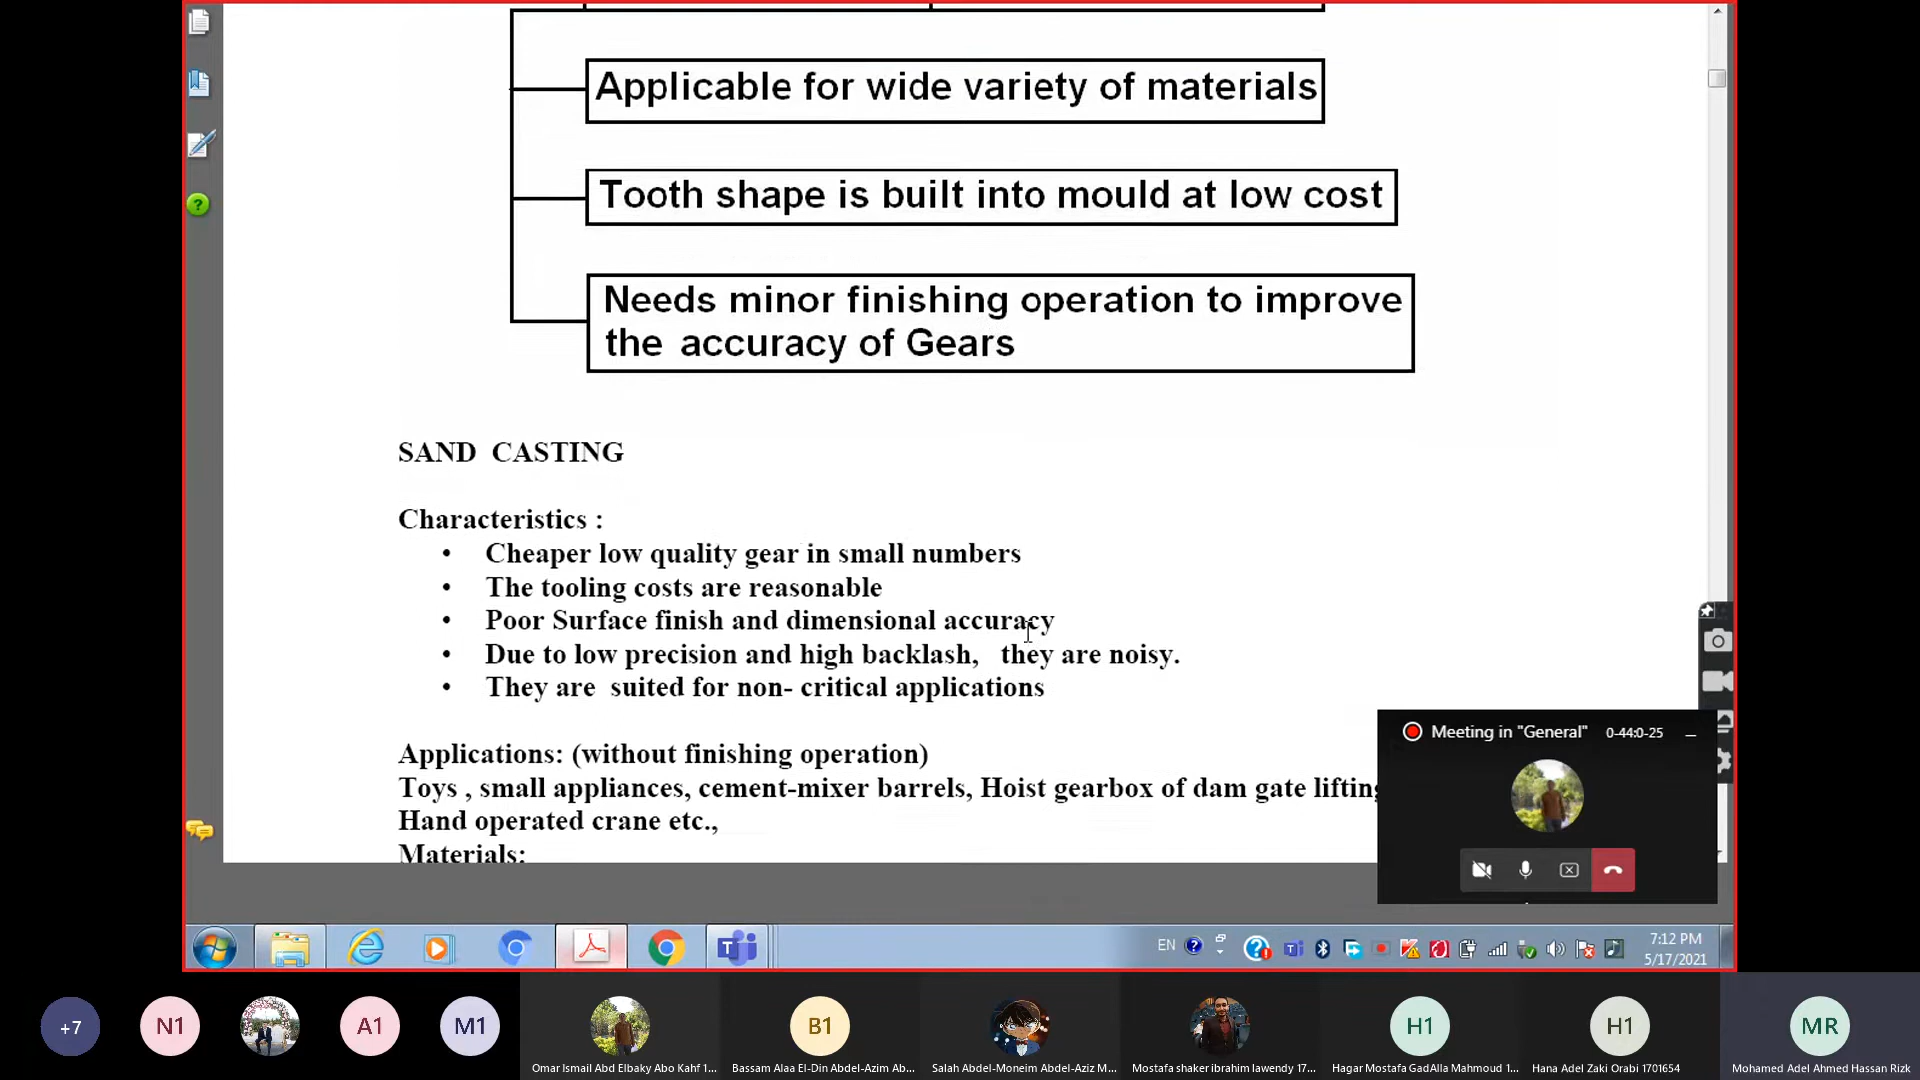 Applicable for wide variety of materials
Tooth shape is built into mould at low cost
Needs minor finishing operation to improve
the accuracy of Gears
SAND CASTING
Characteristics :
• Cheaper low quality gear in small numbers
• The tooling costs are reasonable
• Poor Surface finish and dimensional accuracy
• Due to low precision and high backlash, they are noisy.
• They are suited for non- critical applications
Applications: (without finishing operation)
Toys , small appliances, cement-mixer barrels, Hoist gearbox of dam gate lifting
Hand operated crane etc.,
Materials:
Meeting in "General" 0-44:0-25
EN
7:12 PM
5/17/2021
+7
N1
A1
M1
B1
H1
H1
MR
Omar Ismail Abd Elbaky Abo Kahf 1...
Bassam Alaa El-Din Abdel-Azim Ab...
Salah Abdel-Moneim Abdel-Aziz M...
Mostafa shaker ibrahim lawendy 17...
Hagar Mostafa GadAlla Mahmoud 1...
Hana Adel Zaki Orabi 1701654
Mohamed Adel Ahmed Hassan Rizk